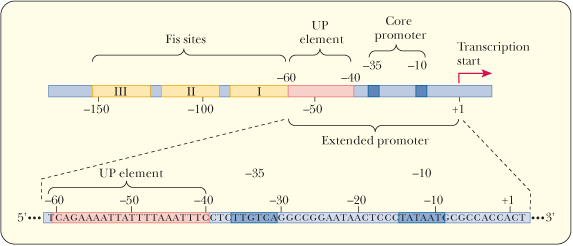 Fis sites
UP element
Core promoter
Transcription start
–60 –40 –35 –10
III II I
–150 –100 –50 +1
Extended promoter
UP element –35 –10
–60 –50 –40 –30 –20 –10 +1
5' TCAGAAAATTATTTTAAATTTCCTCTTGTCAGGCCGGAATAACTCCCTATAATGCGCCACCACT 3'